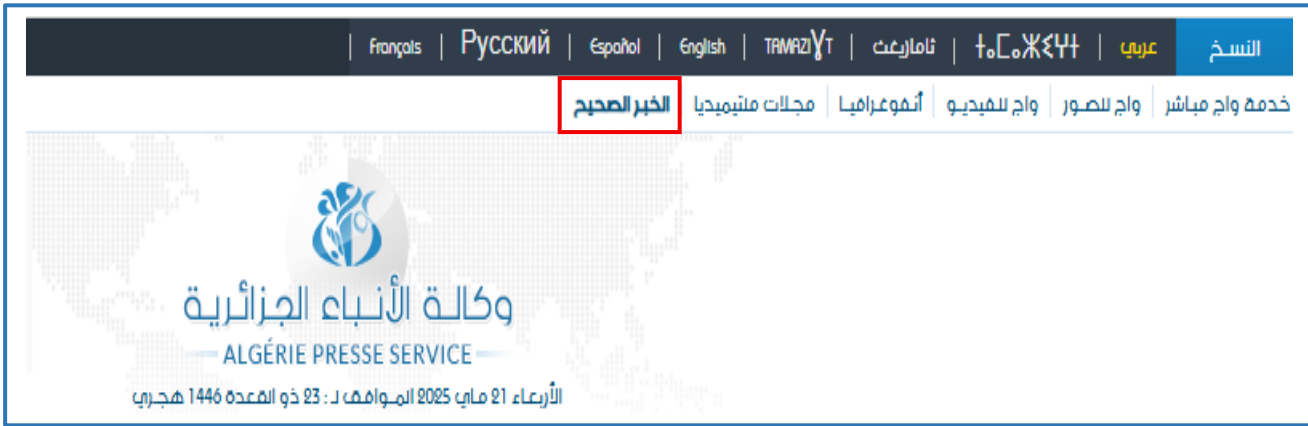 النسخ عربي | ⵜⴰⵎⴰⵣⵉⵖⵜ | ثامازيغث | TAMAZIƔT | English | Español | Русский | Français |
خدمة واج مباشر | واج للصور | واج للفيديو | أنفوغرافيا | مجلات ملتيميديا | الخبر الصحيح
وكالة الأنباء الجزائرية
ALGÉRIE PRESSE SERVICE
الأربعاء 21 ماي 2025 الموافق لـ : 23 ذو القعدة 1446 هجري